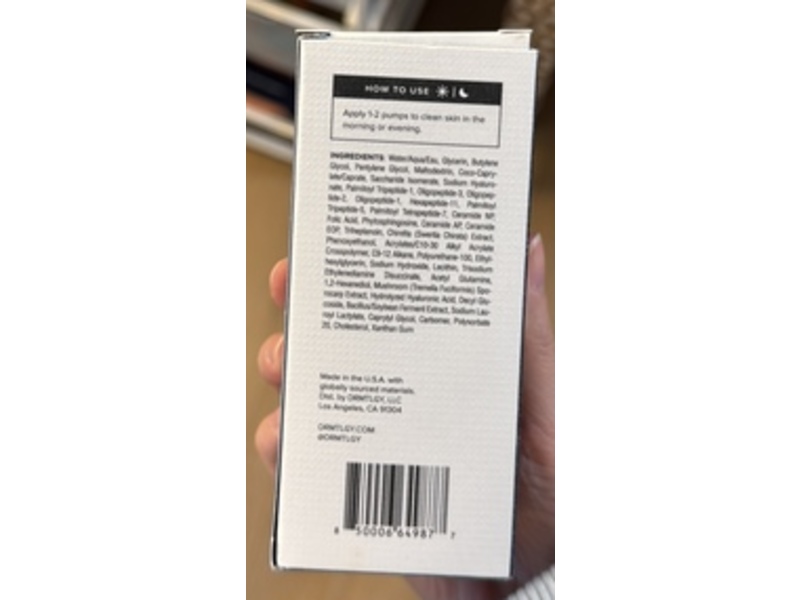 HOW TO USE
Apply 1-2 pumps to clean skin in the
morning or evening.
INGREDIENTS: Water/Aqua/Eau, Glycerin, Butylene
Glycol, Pentylene Glycol, Maltodextrin, Coco-Capry-
late/Caprate, Saccharide Isomerate, Sodium Hyaluro-
nate, Palmitoyl Tripeptide-1, Oligopeptide-3, Oligopep-
tide-2, Oligopeptide-1, Hexapeptide-11, Palmitoyl
Tripeptide-5, Palmitoyl Tetrapeptide-7, Ceramide NP,
Folic Acid, Phytosphingosine, Ceramide AP, Ceramide
EOP, Triheptanoin, Chiretta (Swertia Chirata) Extract,
Phenoxyethanol, Acrylates/C10-30 Alkyl Acrylate
Crosspolymer, C9-12 Alkane, Polyurethane-100, Ethyl-
hexylglycerin, Sodium Hydroxide, Lecithin, Trisodium
Ethylenediamine Disuccinate, Acetyl Glutamine,
1,2-Hexanediol, Mushroom (Tremella Fuciformis) Spo-
rocarp Extract, Hydrolyzed Hyaluronic Acid, Decyl Glu-
coside, Bacillus/Soybean Ferment Extract, Sodium Lau-
royl Lactylate, Caprylyl Glycol, Carbomer, Polysorbate
20, Cholesterol, Xanthan Gum
Made in the U.S.A. with
globally sourced materials.
Dist. by DRMTLGY, LLC
Los Angeles, CA 91304
DRMTLGY.COM
@DRMTLGY
8 50006 64987 7